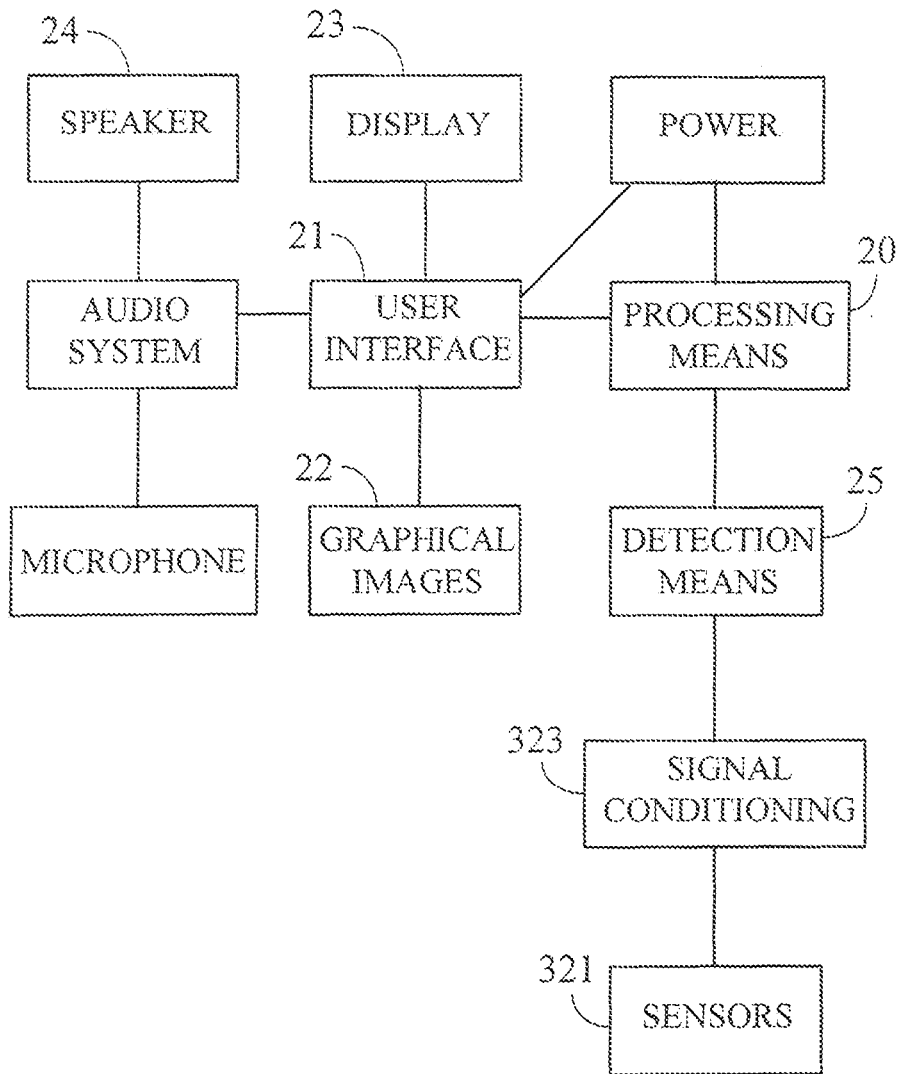 24
23
SPEAKER
DISPLAY
POWER
21
20
AUDIO
SYSTEM
USER
INTERFACE
PROCESSING
MEANS
22
25
MICROPHONE
GRAPHICAL
IMAGES
DETECTION
MEANS
323
SIGNAL
CONDITIONING
321
SENSORS